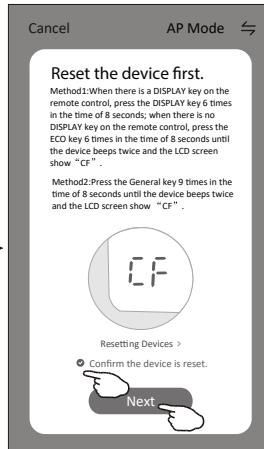 Cancel AP Mode
Reset the device first.
Method1:When there is a DISPLAY key on the
remote control, press the DISPLAY key 6 times
in the time of 8 seconds; when there is no
DISPLAY key on the remote control, press the
ECO key 6 times in the time of 8 seconds until
the device beeps twice and the LCD screen
show “CF”.
Method2:Press the General key 9 times in the
time of 8 seconds until the device beeps twice
and the LCD screen show “CF”.
CF
Resetting Devices >
Confirm the device is reset.
Next